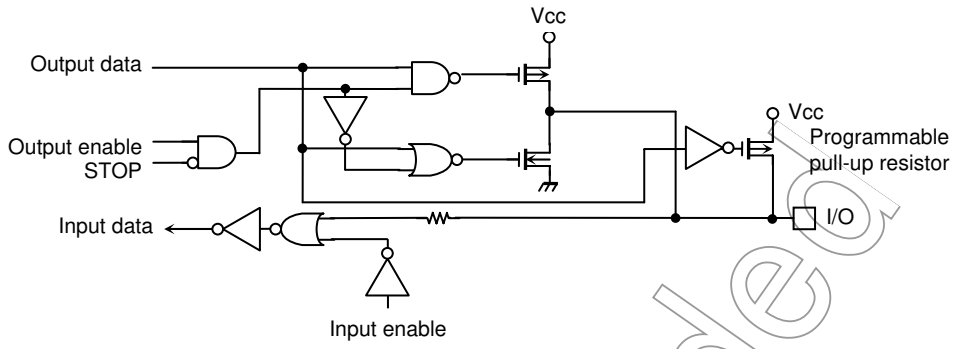 Vcc
Output data
Vcc
Programmable
pull-up resistor
Output enable
STOP
Input data
I/O
Input enable